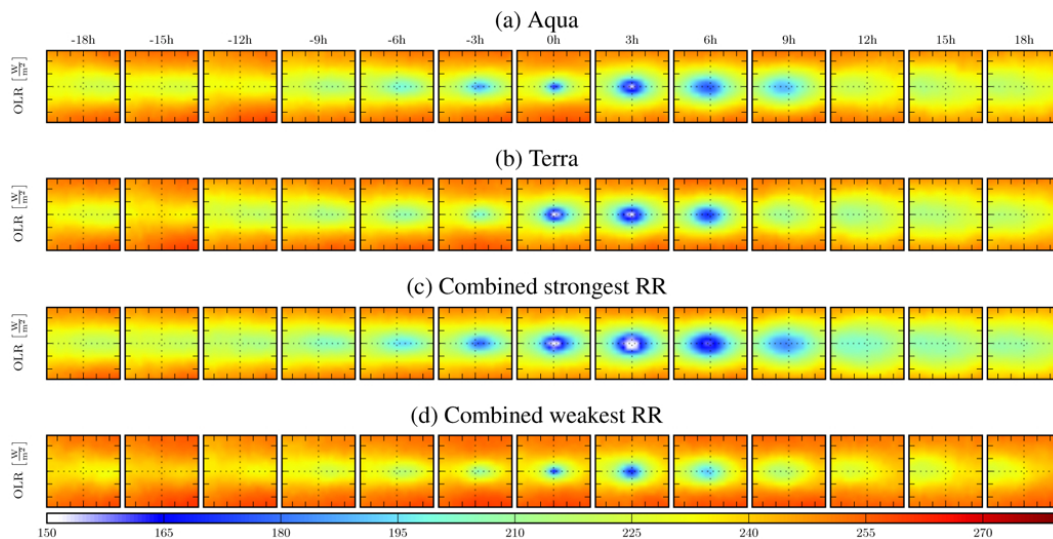 (a) Aqua
-18h -15h -12h -9h -6h -3h 0h 3h 6h 9h 12h 15h 18h
OLR [W/m²]
(b) Terra
OLR [W/m²]
(c) Combined strongest RR
OLR [W/m²]
(d) Combined weakest RR
OLR [W/m²]
150 165 180 195 210 225 240 255 270